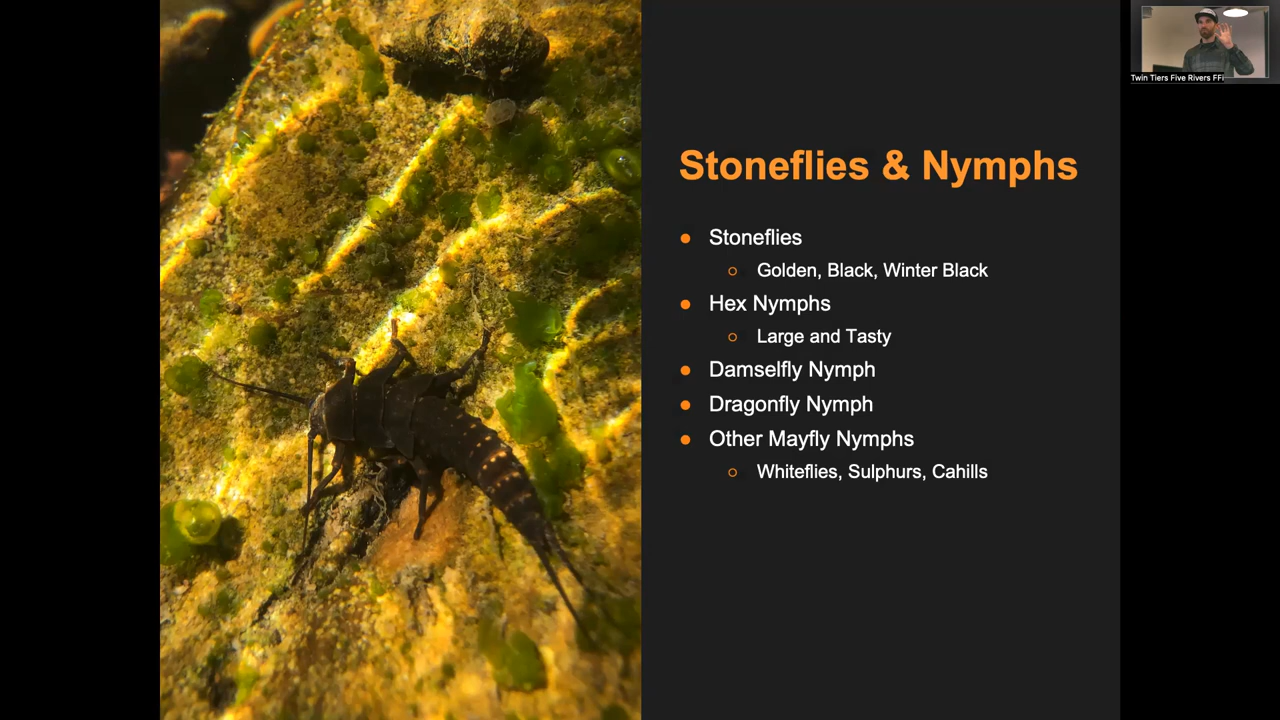 Twin Tiers Five Rivers FFi
Stoneflies & Nymphs
● Stoneflies
○ Golden, Black, Winter Black
● Hex Nymphs
○ Large and Tasty
● Damselfly Nymph
● Dragonfly Nymph
● Other Mayfly Nymphs
○ Whiteflies, Sulphurs, Cahills